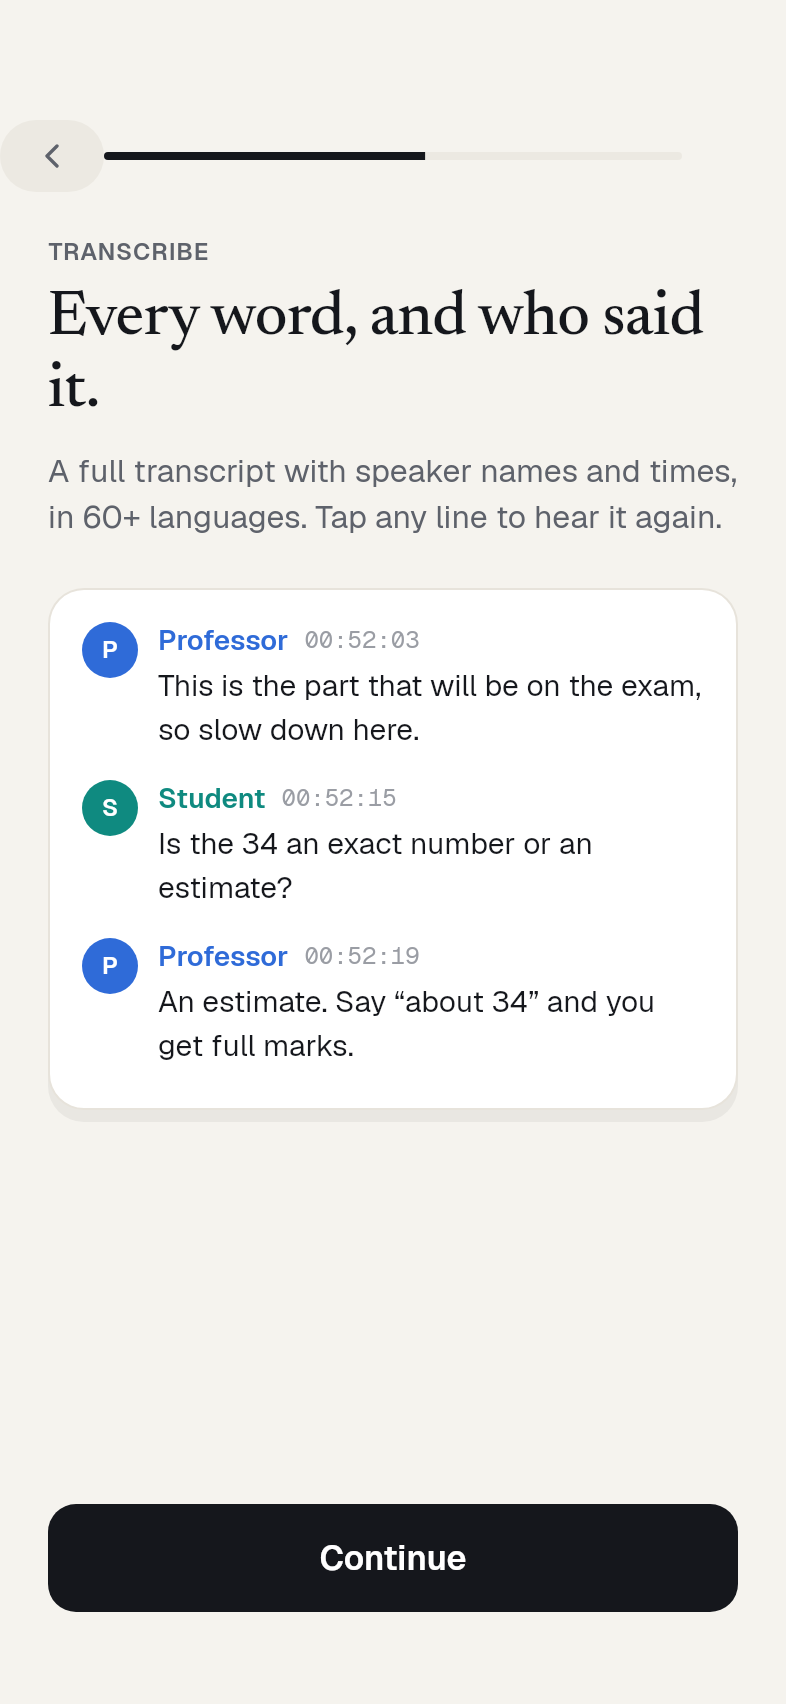 TRANSCRIBE
Every word, and who said
it.
A full transcript with speaker names and times,
in 60+ languages. Tap any line to hear it again.
P
Professor 00:52:03
This is the part that will be on the exam,
so slow down here.
S
Student 00:52:15
Is the 34 an exact number or an
estimate?
P
Professor 00:52:19
An estimate. Say “about 34” and you
get full marks.
Continue